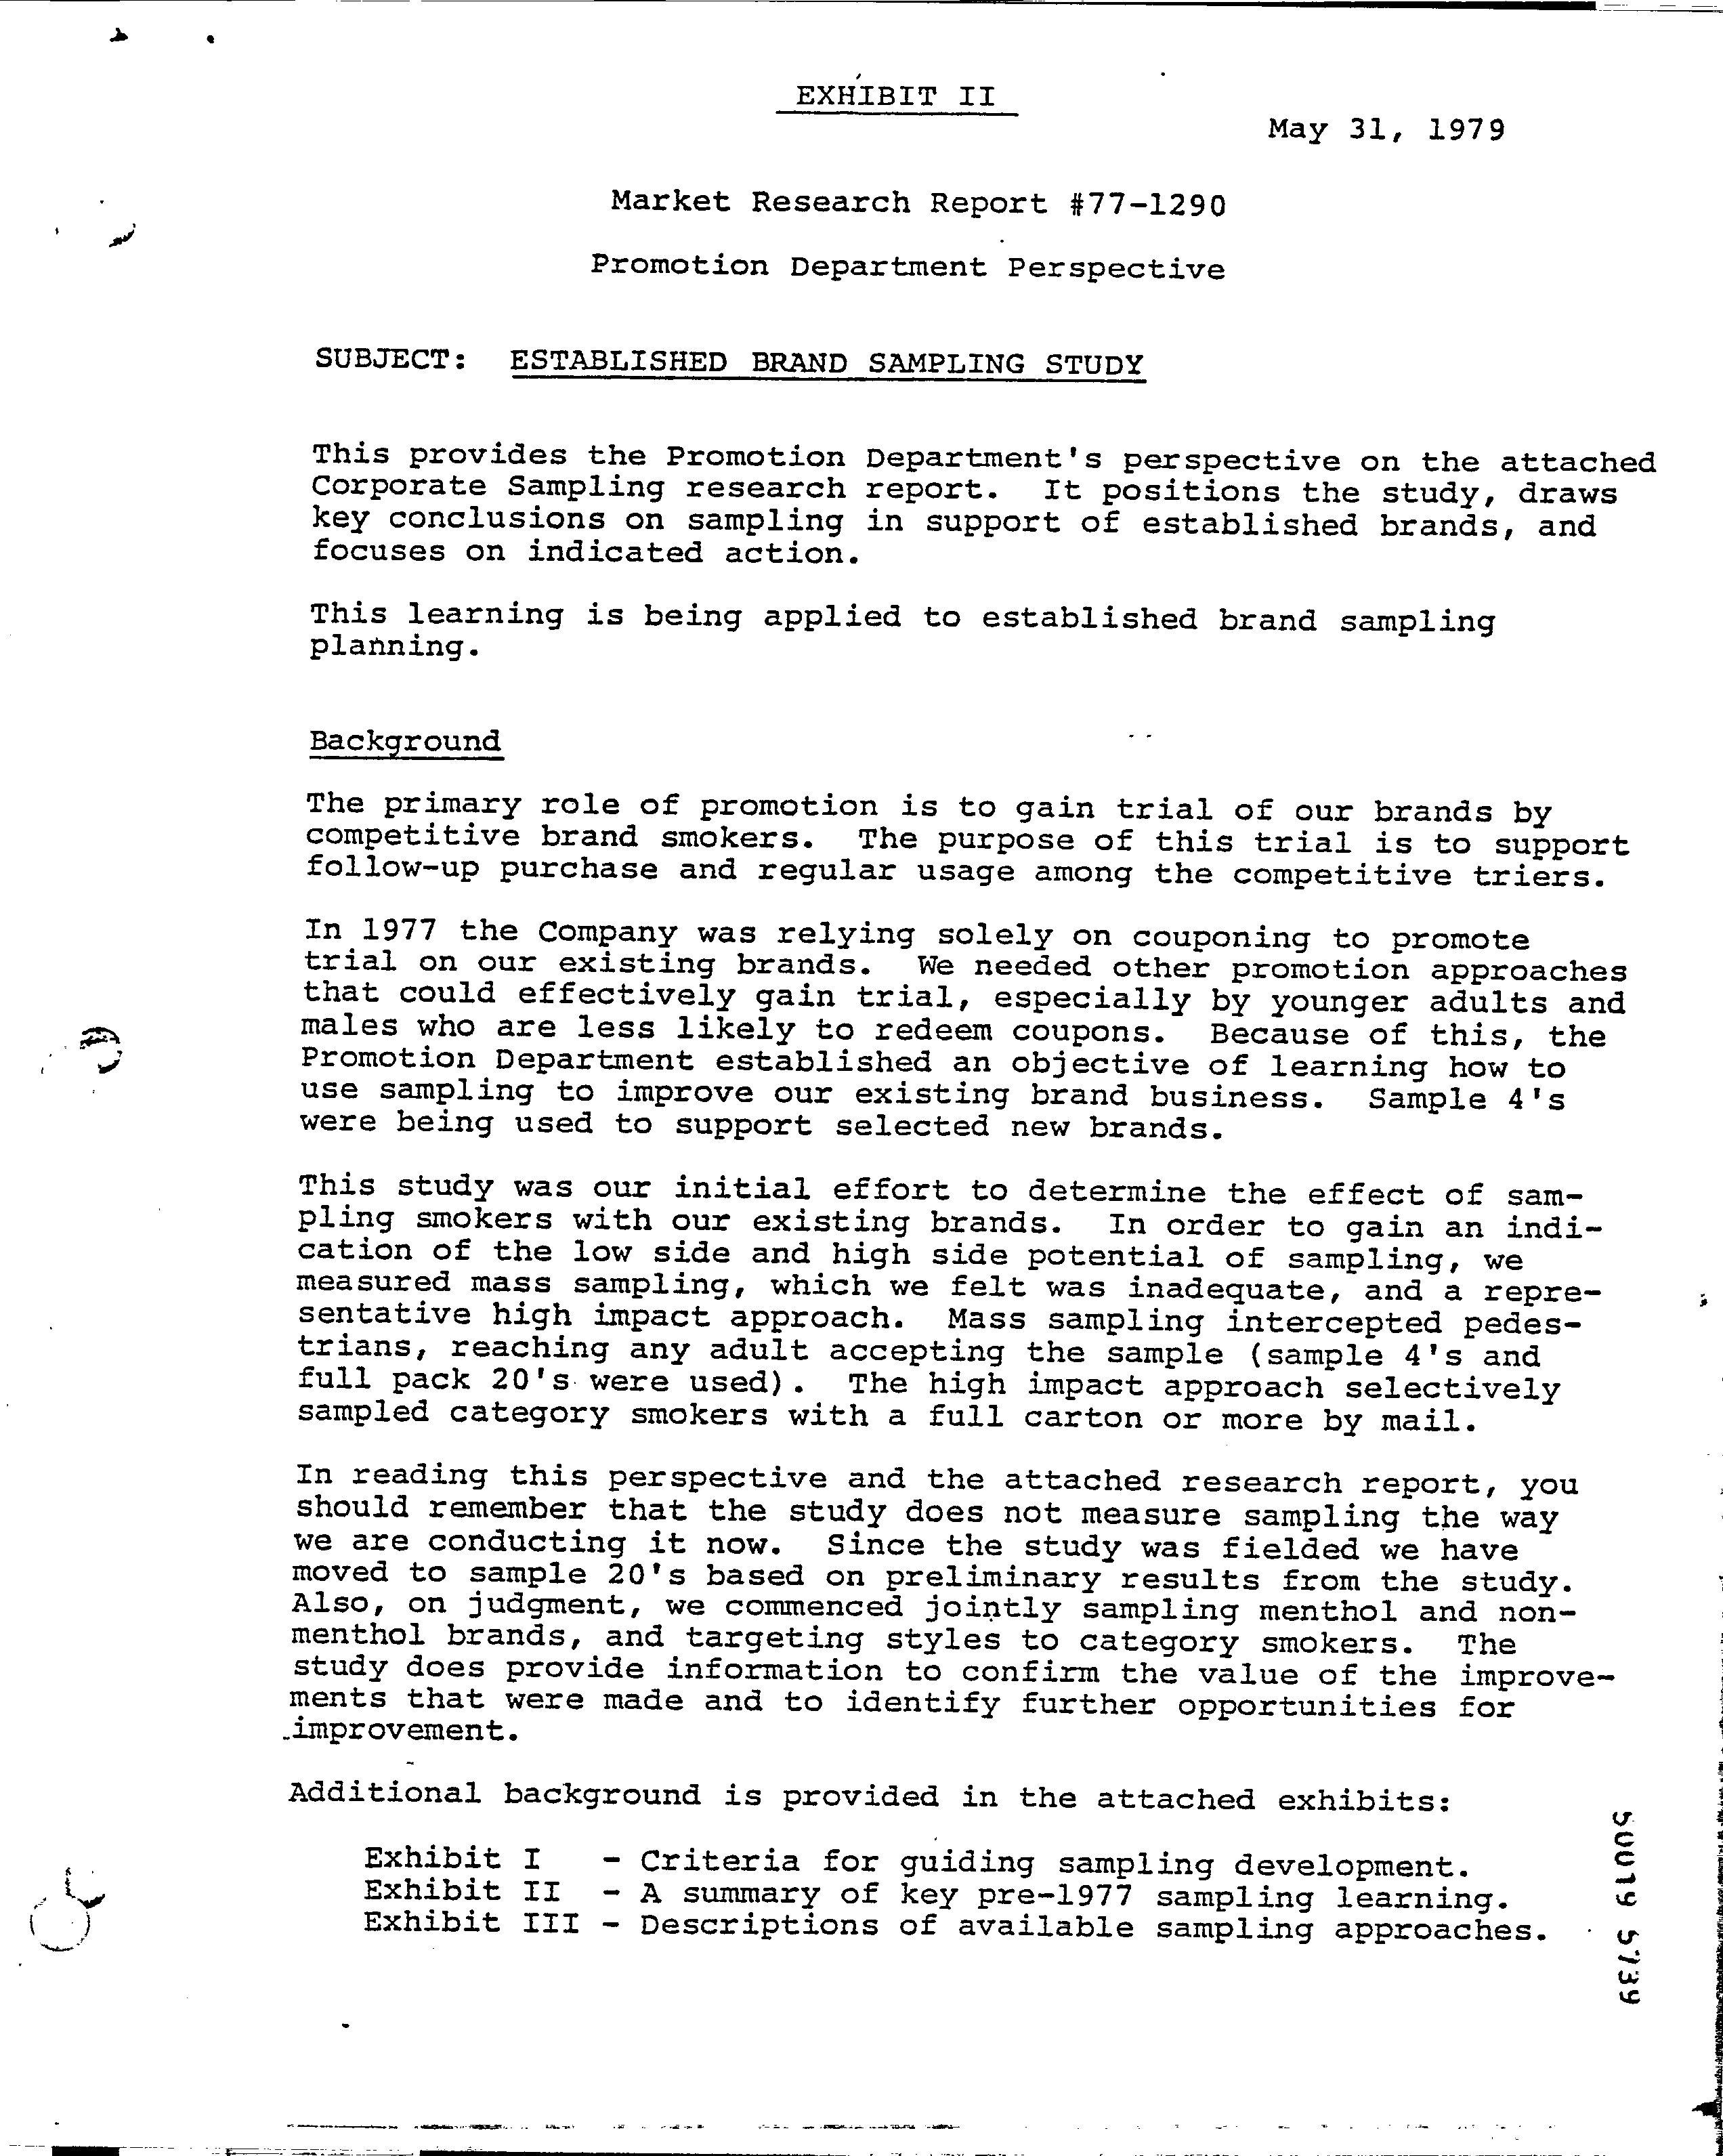 EXHIBIT II
May 31, 1979
Market Research Report #77-1290
Promotion Department Perspective
SUBJECT: ESTABLISHED BRAND SAMPLING STUDY
This provides the Promotion Department's perspective on the attached
Corporate Sampling research report. It positions the study, draws
key conclusions on sampling in support of established brands, and
focuses on indicated action.
This learning is being applied to established brand sampling
planning.
Background
The primary role of promotion is to gain trial of our brands by
competitive brand smokers. The purpose of this trial is to support
follow-up purchase and regular usage among the competitive triers.
In 1977 the Company was relying solely on couponing to promote
trial on our existing brands. We needed other promotion approaches
that could effectively gain trial, especially by younger adults and
males who are less likely to redeem coupons. Because of this, the
Promotion Department established an objective of learning how to
use sampling to improve our existing brand business. Sample 4's
were being used to support selected new brands.
This study was our initial effort to determine the effect of sam-
pling smokers with our existing brands. In order to gain an indi-
cation of the low side and high side potential of sampling, we
measured mass sampling, which we felt was inadequate, and a repre-
sentative high impact approach. Mass sampling intercepted pedes-
trians, reaching any adult accepting the sample (sample 4's and
full pack 20's were used). The high impact approach selectively
sampled category smokers with a full carton or more by mail.
In reading this perspective and the attached research report, you
should remember that the study does not measure sampling the way
we are conducting it now. Since the study was fielded we have
moved to sample 20's based on preliminary results from the study.
Also, on judgment, we commenced jointly sampling menthol and non-
menthol brands, and targeting styles to category smokers. The
study does provide information to confirm the value of the improve-
ments that were made and to identify further opportunities for
improvement.
Additional background is provided in the attached exhibits:
Exhibit I - Criteria for guiding sampling development.
Exhibit II - A summary of key pre-1977 sampling learning.
Exhibit III - Descriptions of available sampling approaches.
50019 5739